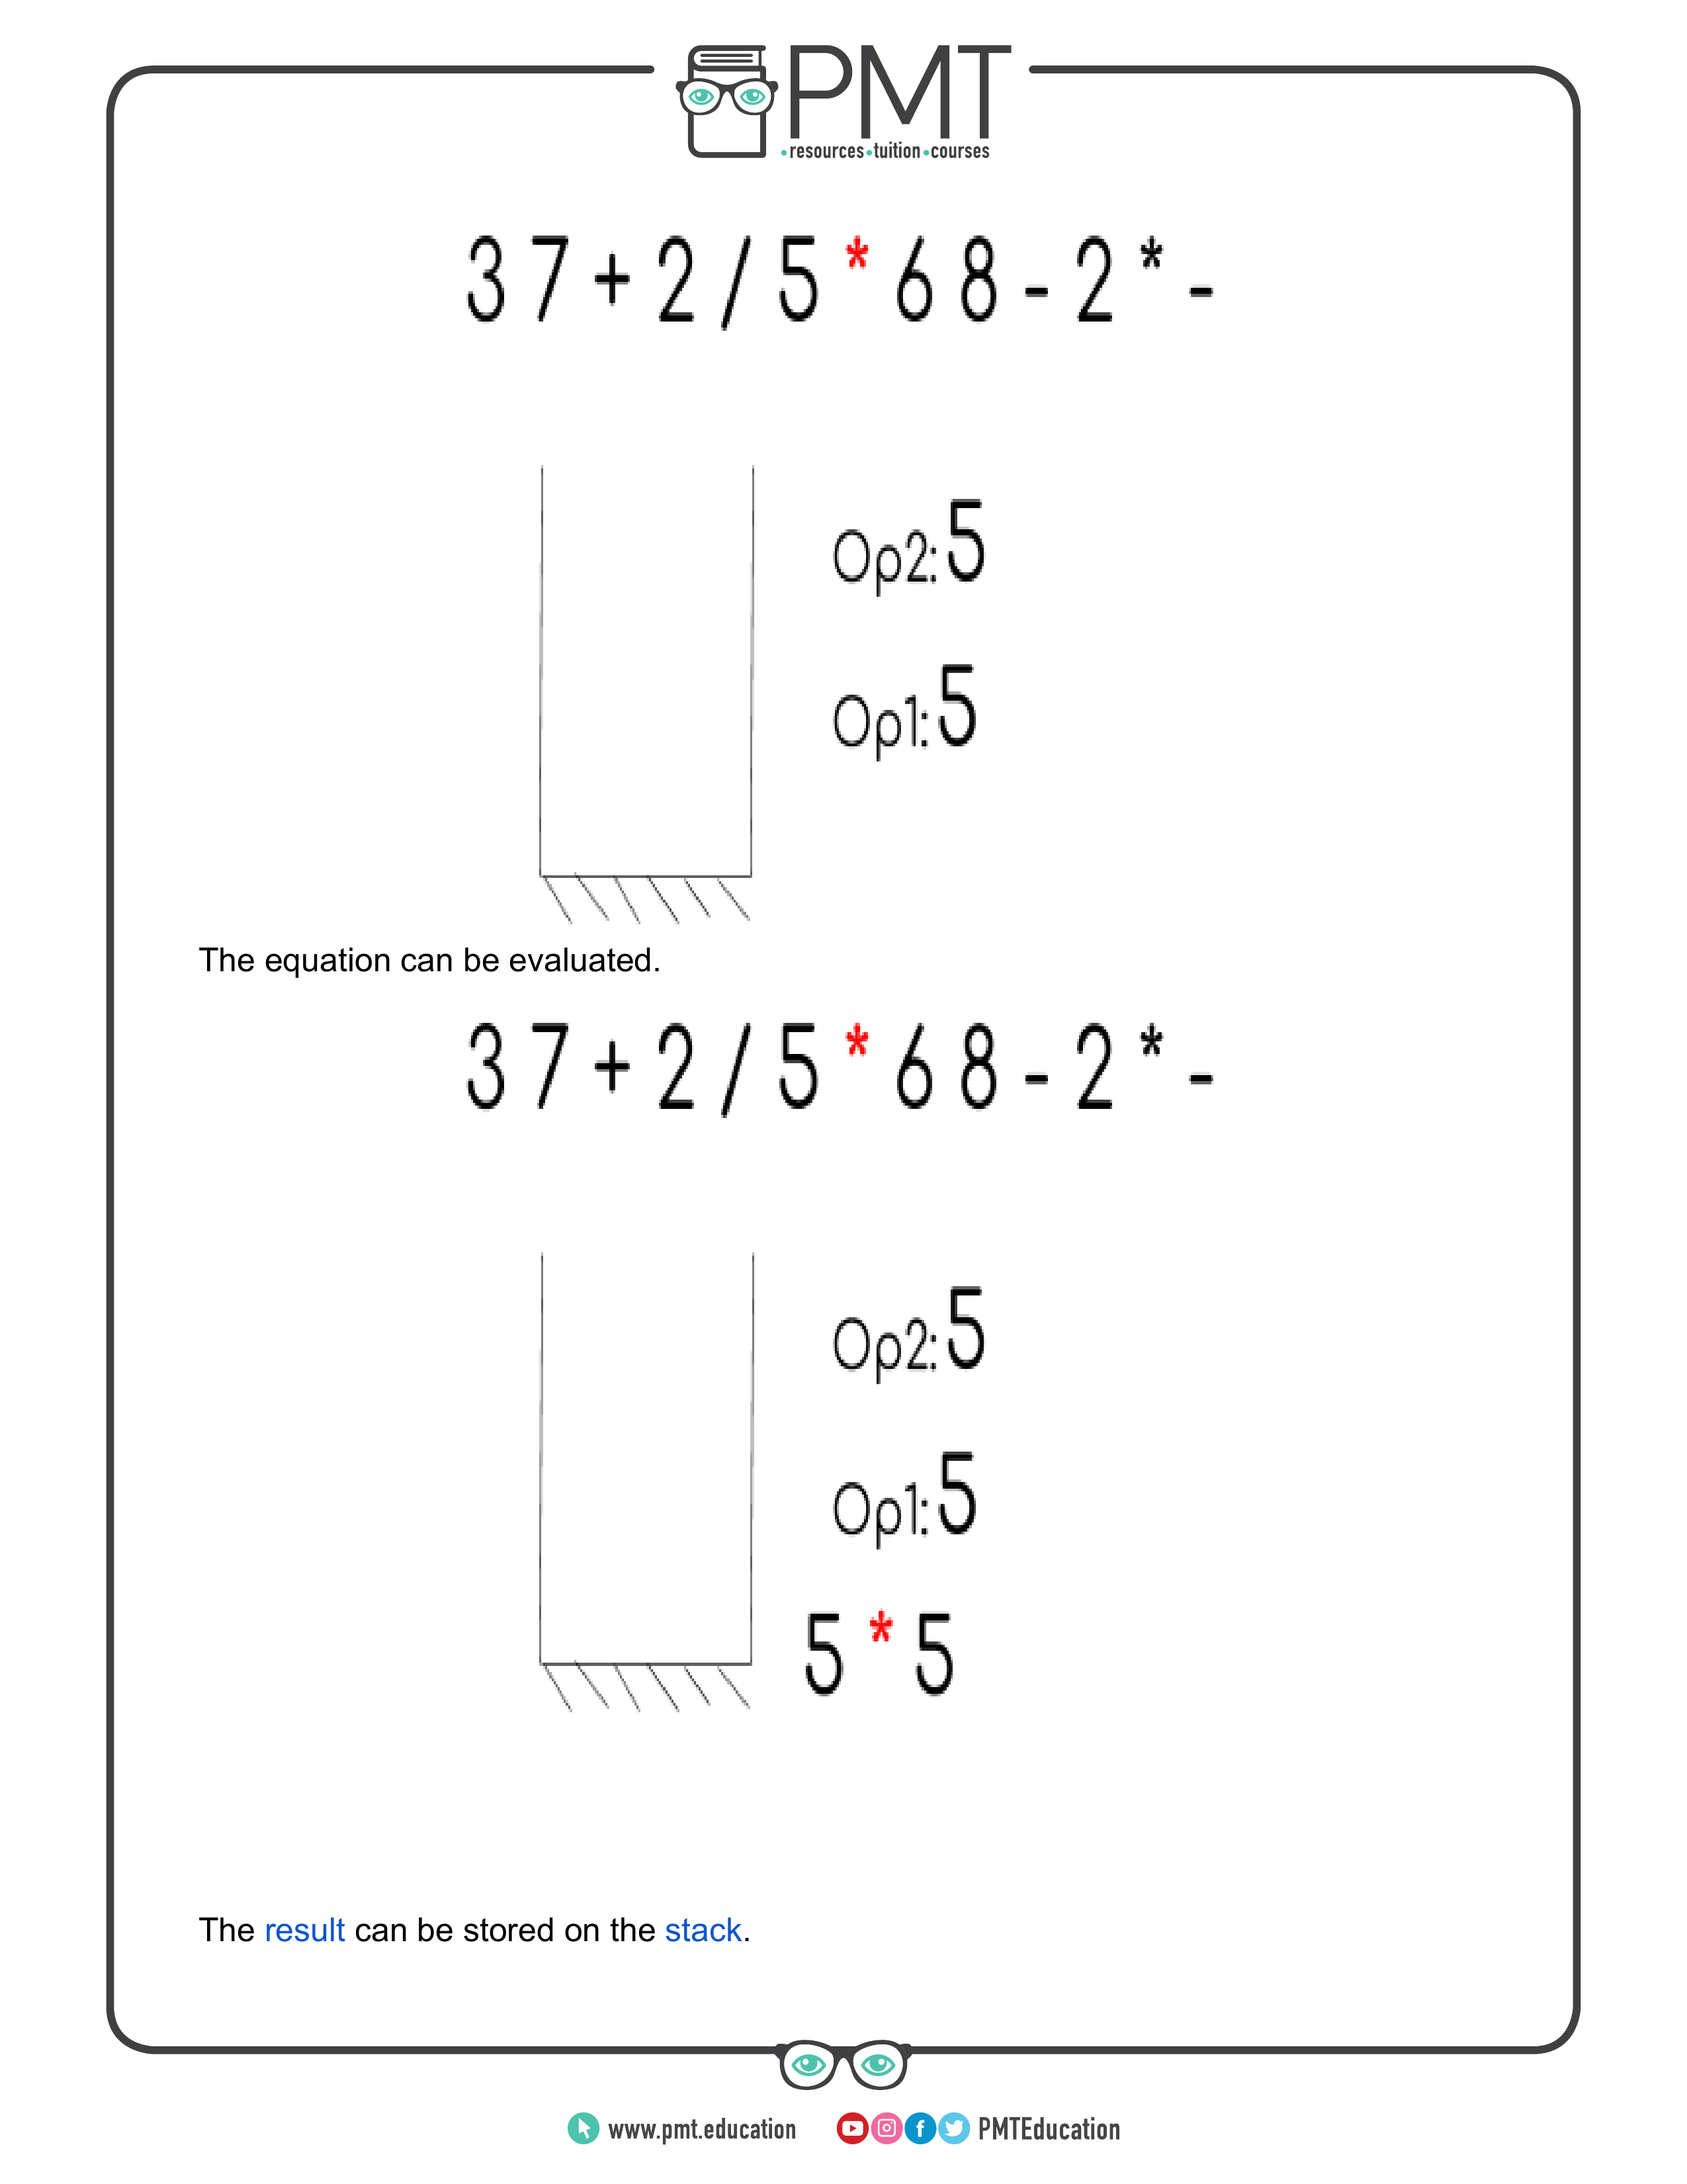 PMT
•resources•tuition•courses
3 7 + 2 / 5 * 6 8 - 2 * -
Op2: 5
Op1: 5
The equation can be evaluated.
3 7 + 2 / 5 * 6 8 - 2 * -
Op2: 5
Op1: 5
5 * 5
The result can be stored on the stack.
www.pmt.education PMTEducation